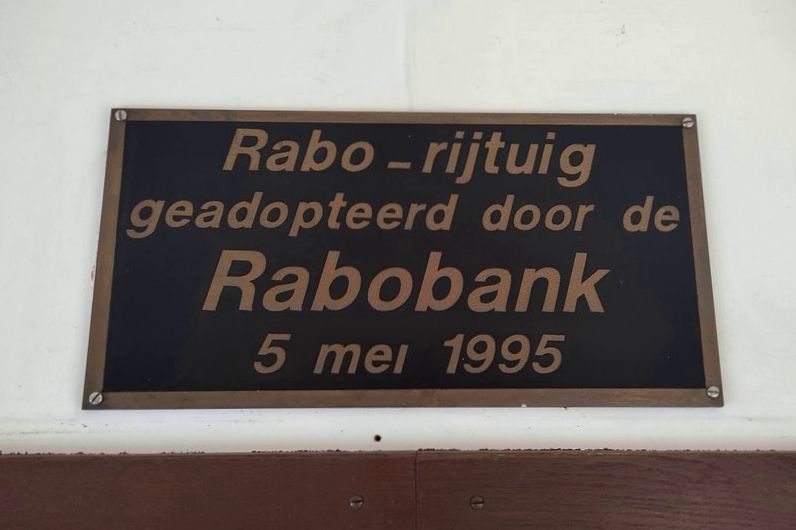 Rabo - rijtuig
geadopteerd door de
Rabobank
5 mei 1995